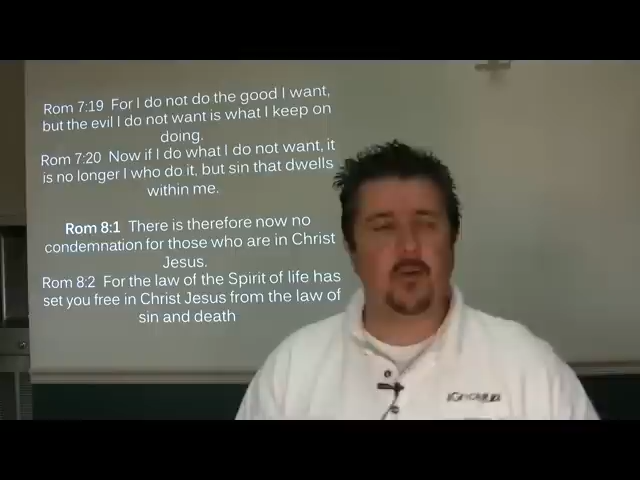 Rom 7:19 For I do not do the good I want,
but the evil I do not want is what I keep on
doing.
Rom 7:20 Now if I do what I do not want, it
is no longer I who do it, but sin that dwells
within me.
Rom 8:1 There is therefore now no
condemnation for those who are in Christ
Jesus.
Rom 8:2 For the law of the Spirit of life has
set you free in Christ Jesus from the law of
sin and death